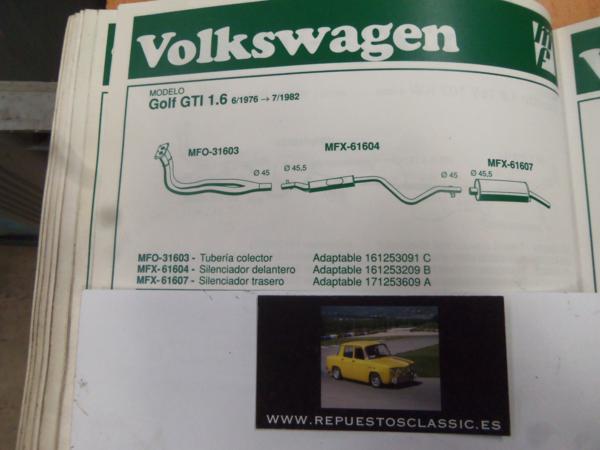 Volkswagen
MF
MODELO
Golf GTI 1.6 6/1976 → 7/1982
MFO-31603
MFX-61604
MFX-61607
Ø 45
Ø 45,5
Ø 45
Ø 45,5
MFO-31603 - Tubería colector Adaptable 161253091 C
MFX-61604 - Silenciador delantero Adaptable 161253209 B
MFX-61607 - Silenciador trasero Adaptable 171253609 A
WWW.REPUESTOSCLASSIC.ES